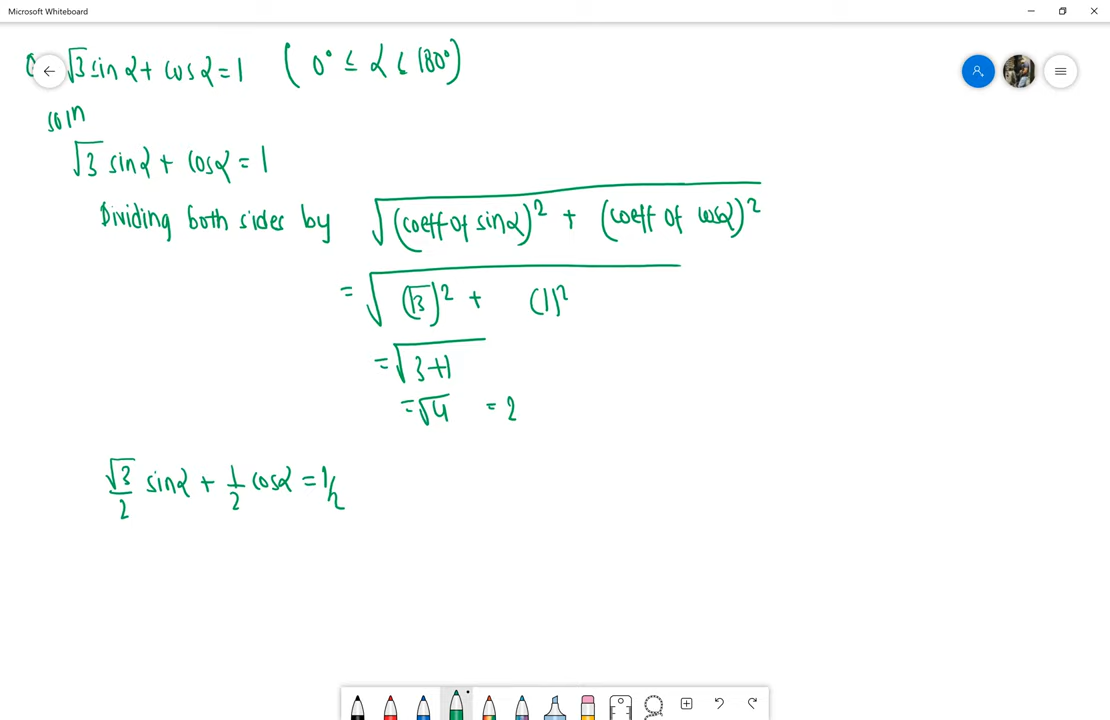 Microsoft Whiteboard
√3 sin α + cos α = 1 ( 0° ≤ α ≤ 180°)
soln
√3 sin α + cos α = 1
Dividing both sides by √(coeff of sin α)² + (coeff of cos α)²
= √(√3)² + (1)²
= √3+1
= √4 = 2
√3/2 sin α + 1/2 cos α = 1/2